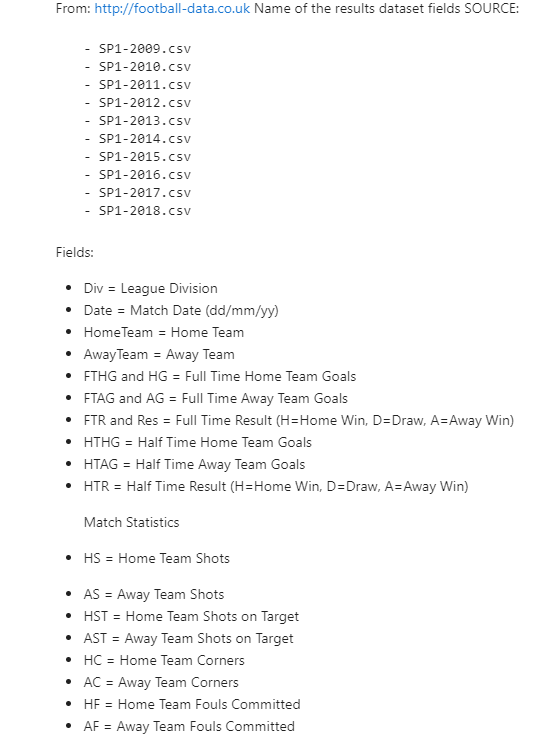 From: http://football-data.co.uk Name of the results dataset fields SOURCE:
- SP1-2009.csv
- SP1-2010.csv
- SP1-2011.csv
- SP1-2012.csv
- SP1-2013.csv
- SP1-2014.csv
- SP1-2015.csv
- SP1-2016.csv
- SP1-2017.csv
- SP1-2018.csv
Fields:
• Div = League Division
• Date = Match Date (dd/mm/yy)
• HomeTeam = Home Team
• AwayTeam = Away Team
• FTHG and HG = Full Time Home Team Goals
• FTAG and AG = Full Time Away Team Goals
• FTR and Res = Full Time Result (H=Home Win, D=Draw, A=Away Win)
• HTHG = Half Time Home Team Goals
• HTAG = Half Time Away Team Goals
• HTR = Half Time Result (H=Home Win, D=Draw, A=Away Win)
Match Statistics
• HS = Home Team Shots
• AS = Away Team Shots
• HST = Home Team Shots on Target
• AST = Away Team Shots on Target
• HC = Home Team Corners
• AC = Away Team Corners
• HF = Home Team Fouls Committed
• AF = Away Team Fouls Committed